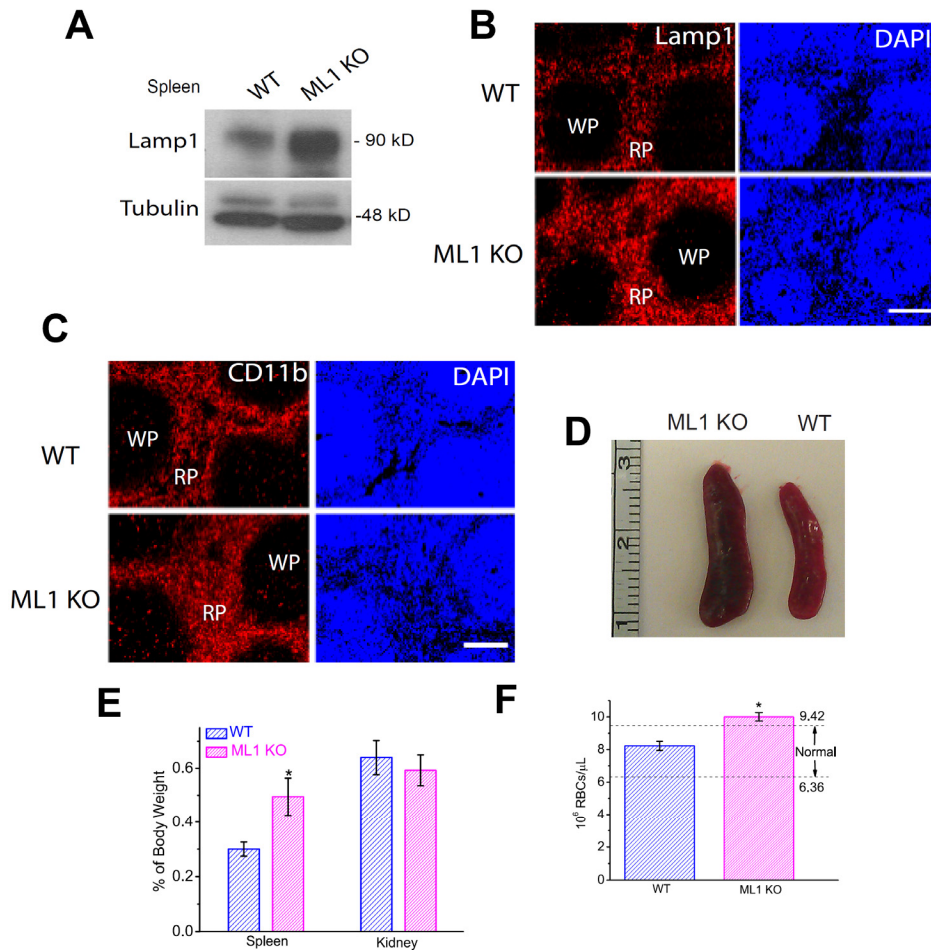 A
Spleen
WT
ML1 KO
Lamp1
- 90 kD
Tubulin
-48 kD
B
Lamp1
DAPI
WT
WP
RP
ML1 KO
WP
RP
C
CD11b
DAPI
WT
WP
RP
ML1 KO
WP
RP
D
ML1 KO
WT
3
2
1
E
WT
ML1 KO
*
% of Body Weight
0.6
0.4
0.2
0.0
Spleen
Kidney
F
*
10⁶ RBCs/μL
10
8
6
4
2
0
9.42
Normal
6.36
WT
ML1 KO